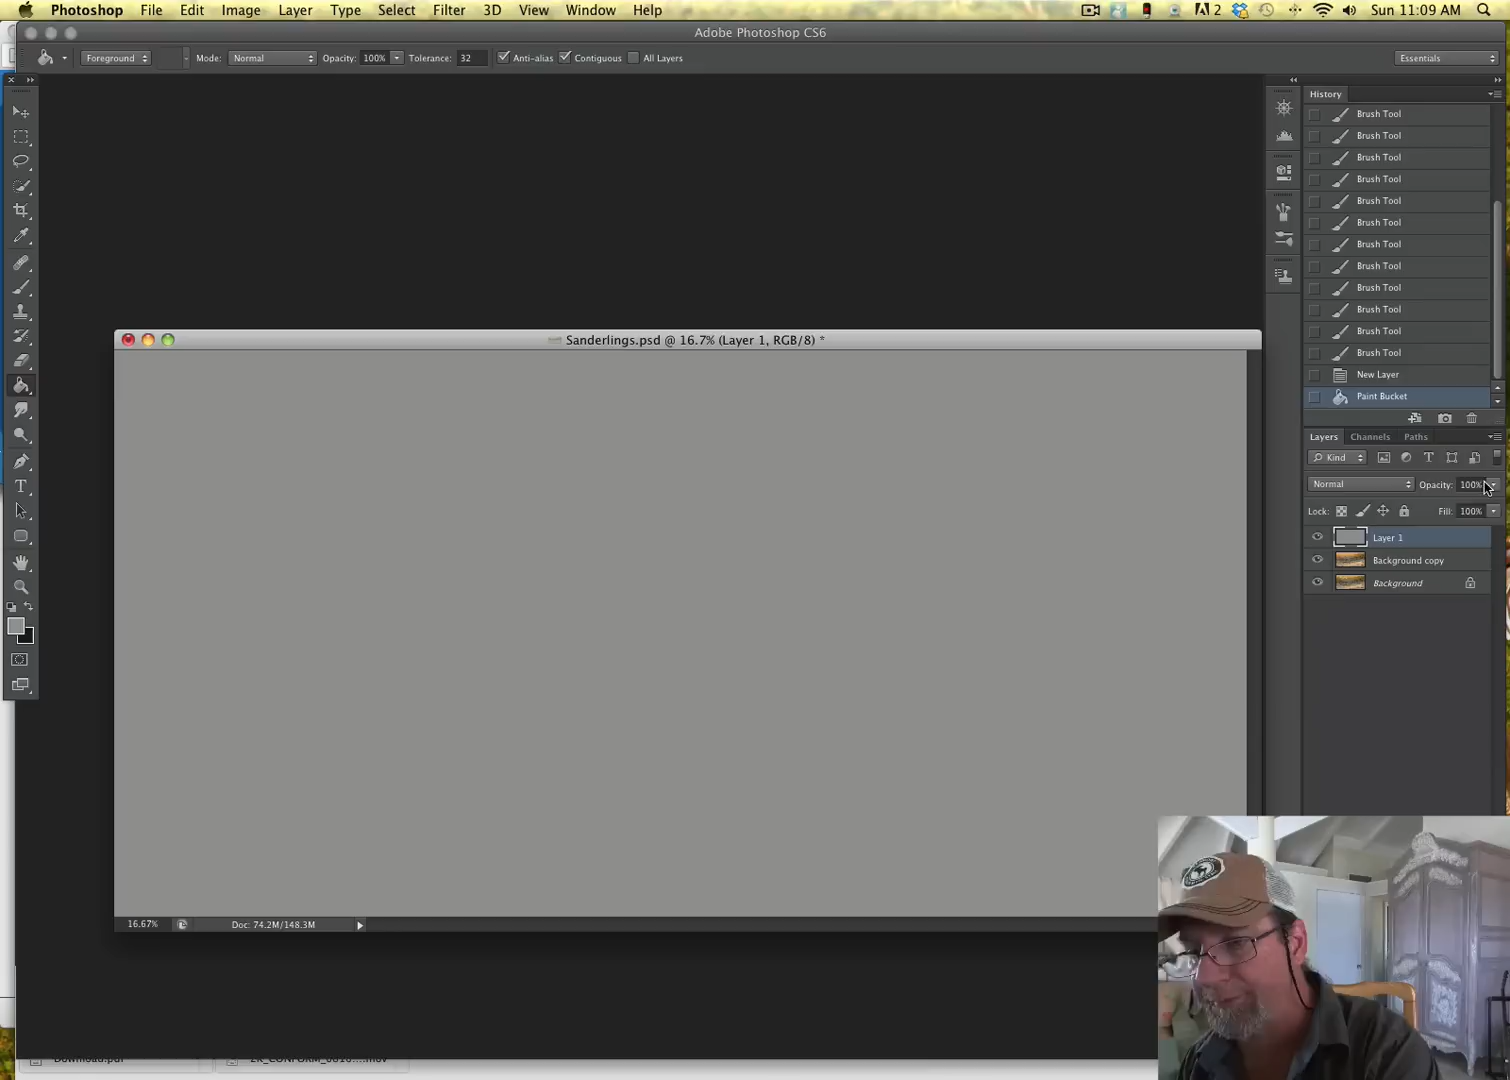 Photoshop File Edit Image Layer Type Select Filter 3D View Window Help 2 Sun 11:09 AM
Adobe Photoshop CS6
Foreground Mode: Normal Opacity: 100% Tolerance: 32 Anti-alias Contiguous All Layers Essentials
History
Brush Tool
Brush Tool
Brush Tool
Brush Tool
Brush Tool
Brush Tool
Brush Tool
Brush Tool
Brush Tool
Brush Tool
Brush Tool
Brush Tool
New Layer
Paint Bucket
Sanderlings.psd @ 16.7% (Layer 1, RGB/8) *
Layers Channels Paths
Kind
Normal Opacity: 100%
Lock: Fill: 100%
Layer 1
Background copy
Background
16.67% Doc: 74.2M/148.3M